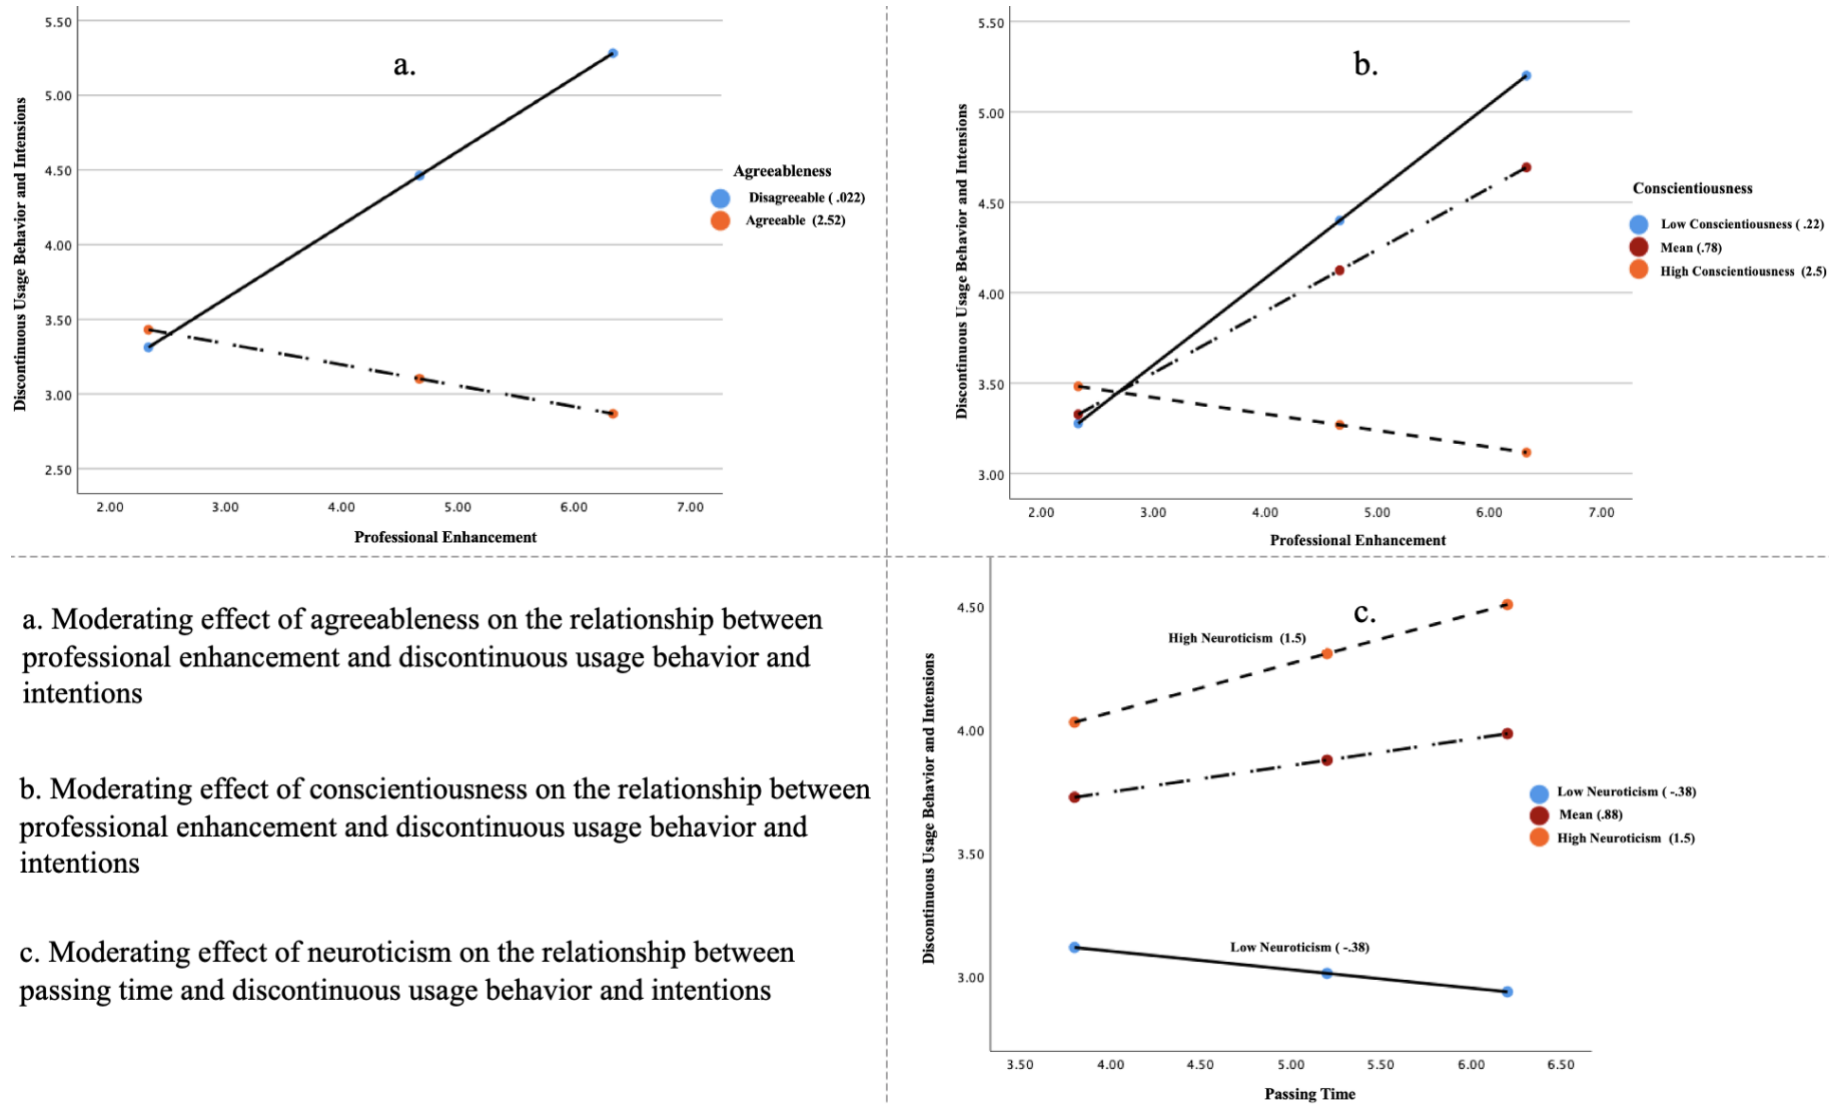 a.
5.50
5.00
4.50
4.00
3.50
3.00
2.50
Discontinuous Usage Behavior and Intensions
2.00 3.00 4.00 5.00 6.00 7.00
Professional Enhancement
Agreeableness
Disagreeable ( .022)
Agreeable (2.52)
b.
5.50
5.00
4.50
4.00
3.50
3.00
Discontinuous Usage Behavior and Intensions
2.00 3.00 4.00 5.00 6.00 7.00
Professional Enhancement
Conscientiousness
Low Conscientiousness ( .22)
Mean (.78)
High Conscientiousness (2.5)
a. Moderating effect of agreeableness on the relationship between
professional enhancement and discontinuous usage behavior and
intentions
b. Moderating effect of conscientiousness on the relationship between
professional enhancement and discontinuous usage behavior and
intentions
c. Moderating effect of neuroticism on the relationship between
passing time and discontinuous usage behavior and intentions
c.
4.50
4.00
3.50
3.00
Discontinuous Usage Behavior and Intensions
High Neuroticism (1.5)
Low Neuroticism ( -.38)
3.50 4.00 4.50 5.00 5.50 6.00 6.50
Passing Time
Low Neuroticism ( -.38)
Mean (.88)
High Neuroticism (1.5)